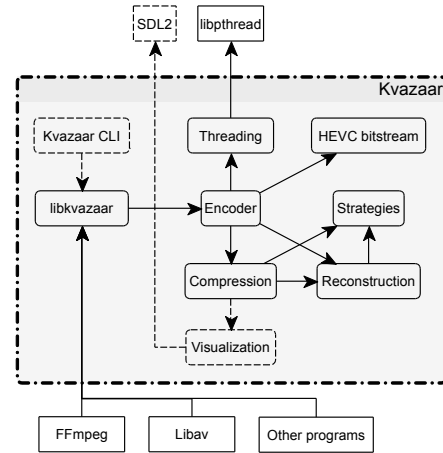 SDL2
libpthread
Kvazaar
Kvazaar CLI
Threading
HEVC bitstream
libkvazaar
Encoder
Strategies
Compression
Reconstruction
Visualization
FFmpeg
Libav
Other programs